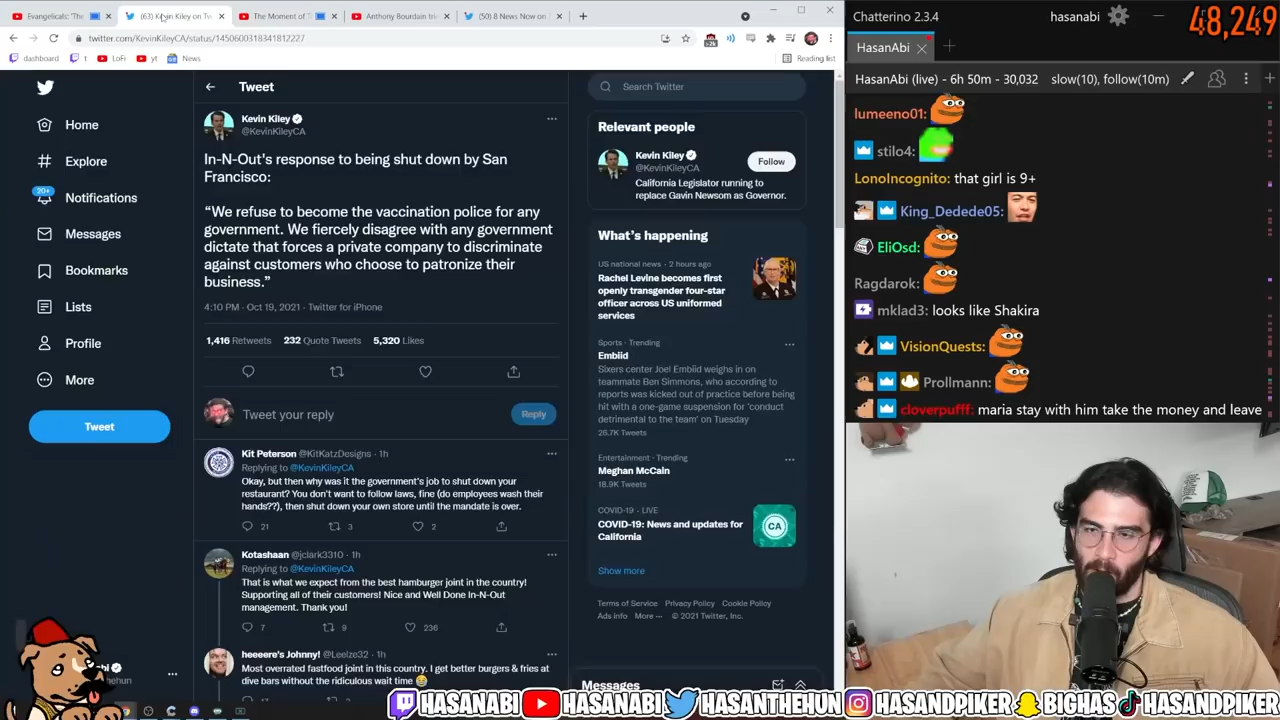 Evangelicals: 'The
(63) Kevin Kiley on Tw
The Moment of T
Anthony Bourdain trie
(50) 8 News Now on T
twitter.com/KevinKileyCA/status/1450600318341812227
dashboard
t
LoFi
yt
News
Reading list
Tweet
Home
Explore
20+
Notifications
Messages
Bookmarks
Lists
Profile
More
Tweet
Kevin Kiley
@KevinKileyCA
In-N-Out's response to being shut down by San
Francisco:
“We refuse to become the vaccination police for any
government. We fiercely disagree with any government
dictate that forces a private company to discriminate
against customers who choose to patronize their
business.”
4:10 PM · Oct 19, 2021 · Twitter for iPhone
1,416 Retweets 232 Quote Tweets 5,320 Likes
Tweet your reply
Reply
Kit Peterson @KitKatzDesigns · 1h
Replying to @KevinKileyCA
Okay, but then why was it the government's job to shut down your
restaurant? You don't want to follow laws, fine (do employees wash their
hands??), then shut down your own store until the mandate is over.
21 3 2
Kotashaan @jclark3310 · 1h
Replying to @KevinKileyCA
That is what we expect from the best hamburger joint in the country!
Supporting all of their customers! Nice and Well Done In-N-Out
management. Thank you!
7 9 236
heeere's Johnny! @Leelze32 · 1h
Most overrated fastfood joint in this country. I get better burgers & fries at
dive bars without the ridiculous wait time
Search Twitter
Relevant people
Kevin Kiley
@KevinKileyCA
Follow
California Legislator running to
replace Gavin Newsom as Governor.
What's happening
US national news · 2 hours ago
Rachel Levine becomes first
openly transgender four-star
officer across US uniformed
services
Sports · Trending
Embiid
Sixers center Joel Embiid weighs in on
teammate Ben Simmons, who according to
reports was kicked out of practice before being
hit with a one-game suspension for 'conduct
detrimental to the team' on Tuesday
26.7K Tweets
Entertainment · Trending
Meghan McCain
18.9K Tweets
COVID-19 · LIVE
COVID-19: News and updates for
California
CA
Show more
Terms of Service Privacy Policy Cookie Policy
Ads info More ··· © 2021 Twitter, Inc.
Messages
Chatterino 2.3.4
hasanabi
48,249
HasanAbi
HasanAbi (live) - 6h 50m - 30,032 slow(10), follow(10m)
lumeeno01:
stilo4:
LonoIncognito: that girl is 9+
King_Dedede05:
EliOsd:
Ragdarok:
mklad3: looks like Shakira
VisionQuests:
Prollmann:
cloverpufff: maria stay with him take the money and leave
HASANABI HASANABI HASANTHEHUN HASANDPIKER BIGHAS HASANDPIKER